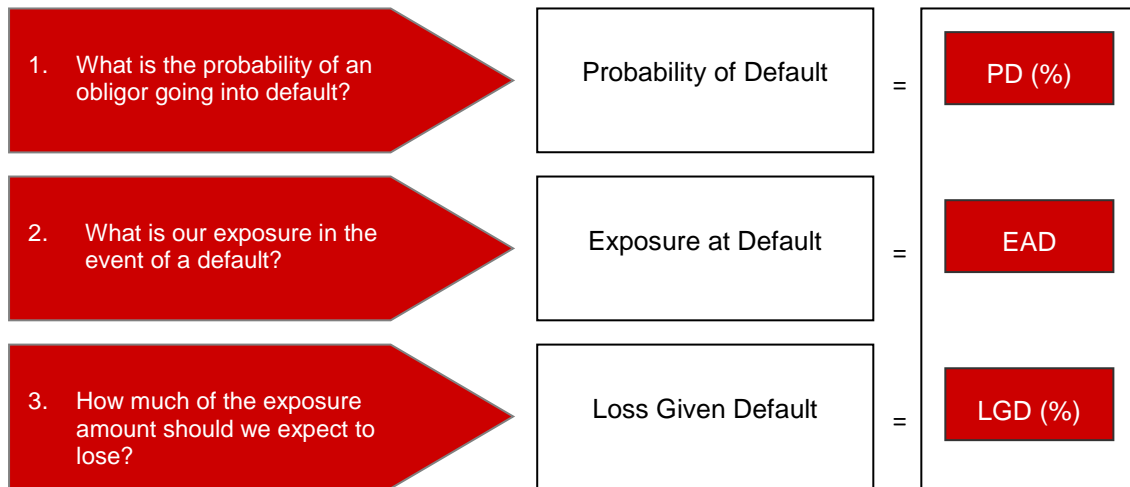 1. What is the probability of an
obligor going into default?
Probability of Default
=
PD (%)
2. What is our exposure in the
event of a default?
Exposure at Default
=
EAD
3. How much of the exposure
amount should we expect to
lose?
Loss Given Default
=
LGD (%)